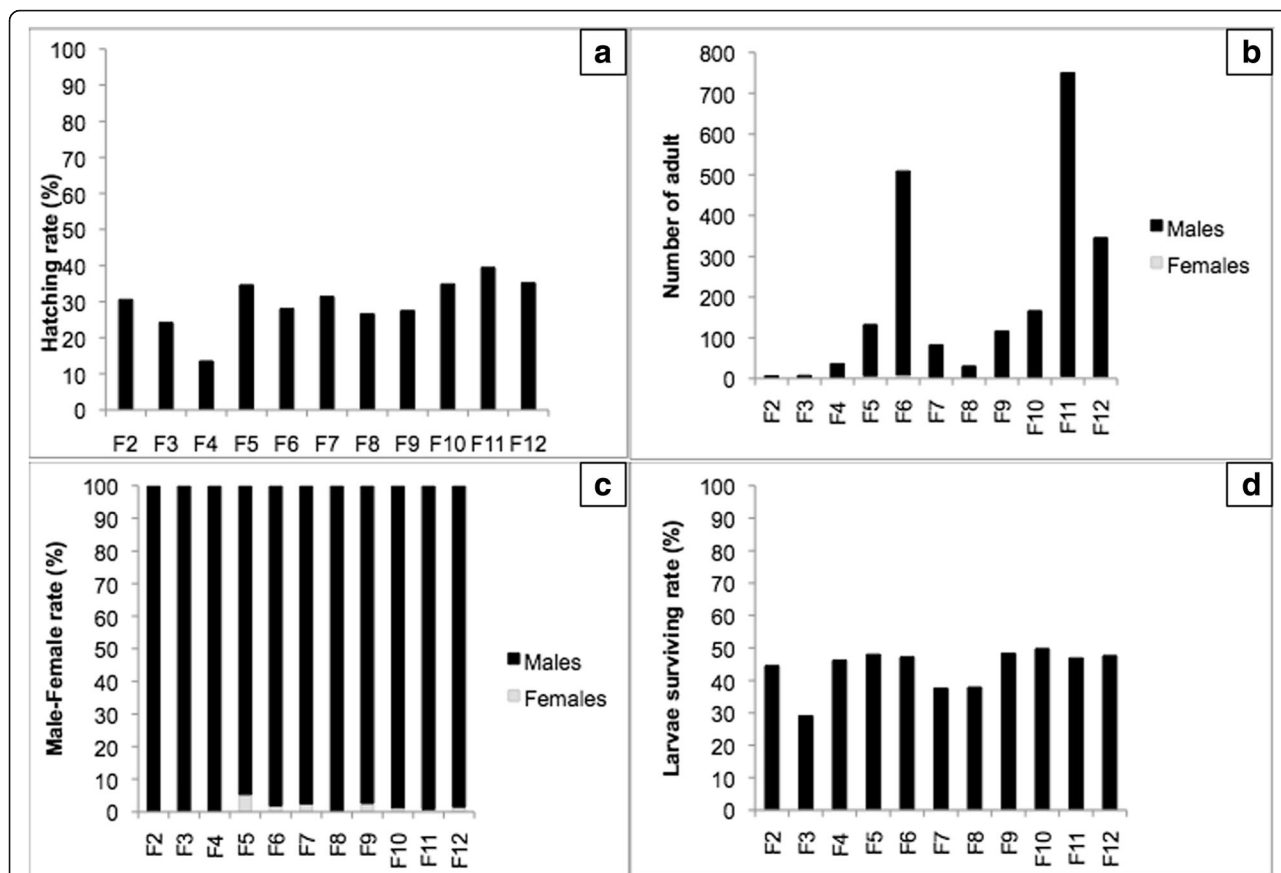 a
Hatching rate (%)
100
90
80
70
60
50
40
30
20
10
0
F2 F3 F4 F5 F6 F7 F8 F9 F10 F11 F12
b
Number of adult
800
700
600
500
400
300
200
100
0
F2 F3 F4 F5 F6 F7 F8 F9 F10 F11 F12
Males
Females
c
Male-Female rate (%)
100
90
80
70
60
50
40
30
20
10
0
F2 F3 F4 F5 F6 F7 F8 F9 F10 F11 F12
Males
Females
d
Larvae surviving rate (%)
100
90
80
70
60
50
40
30
20
10
0
F2 F3 F4 F5 F6 F7 F8 F9 F10 F11 F12